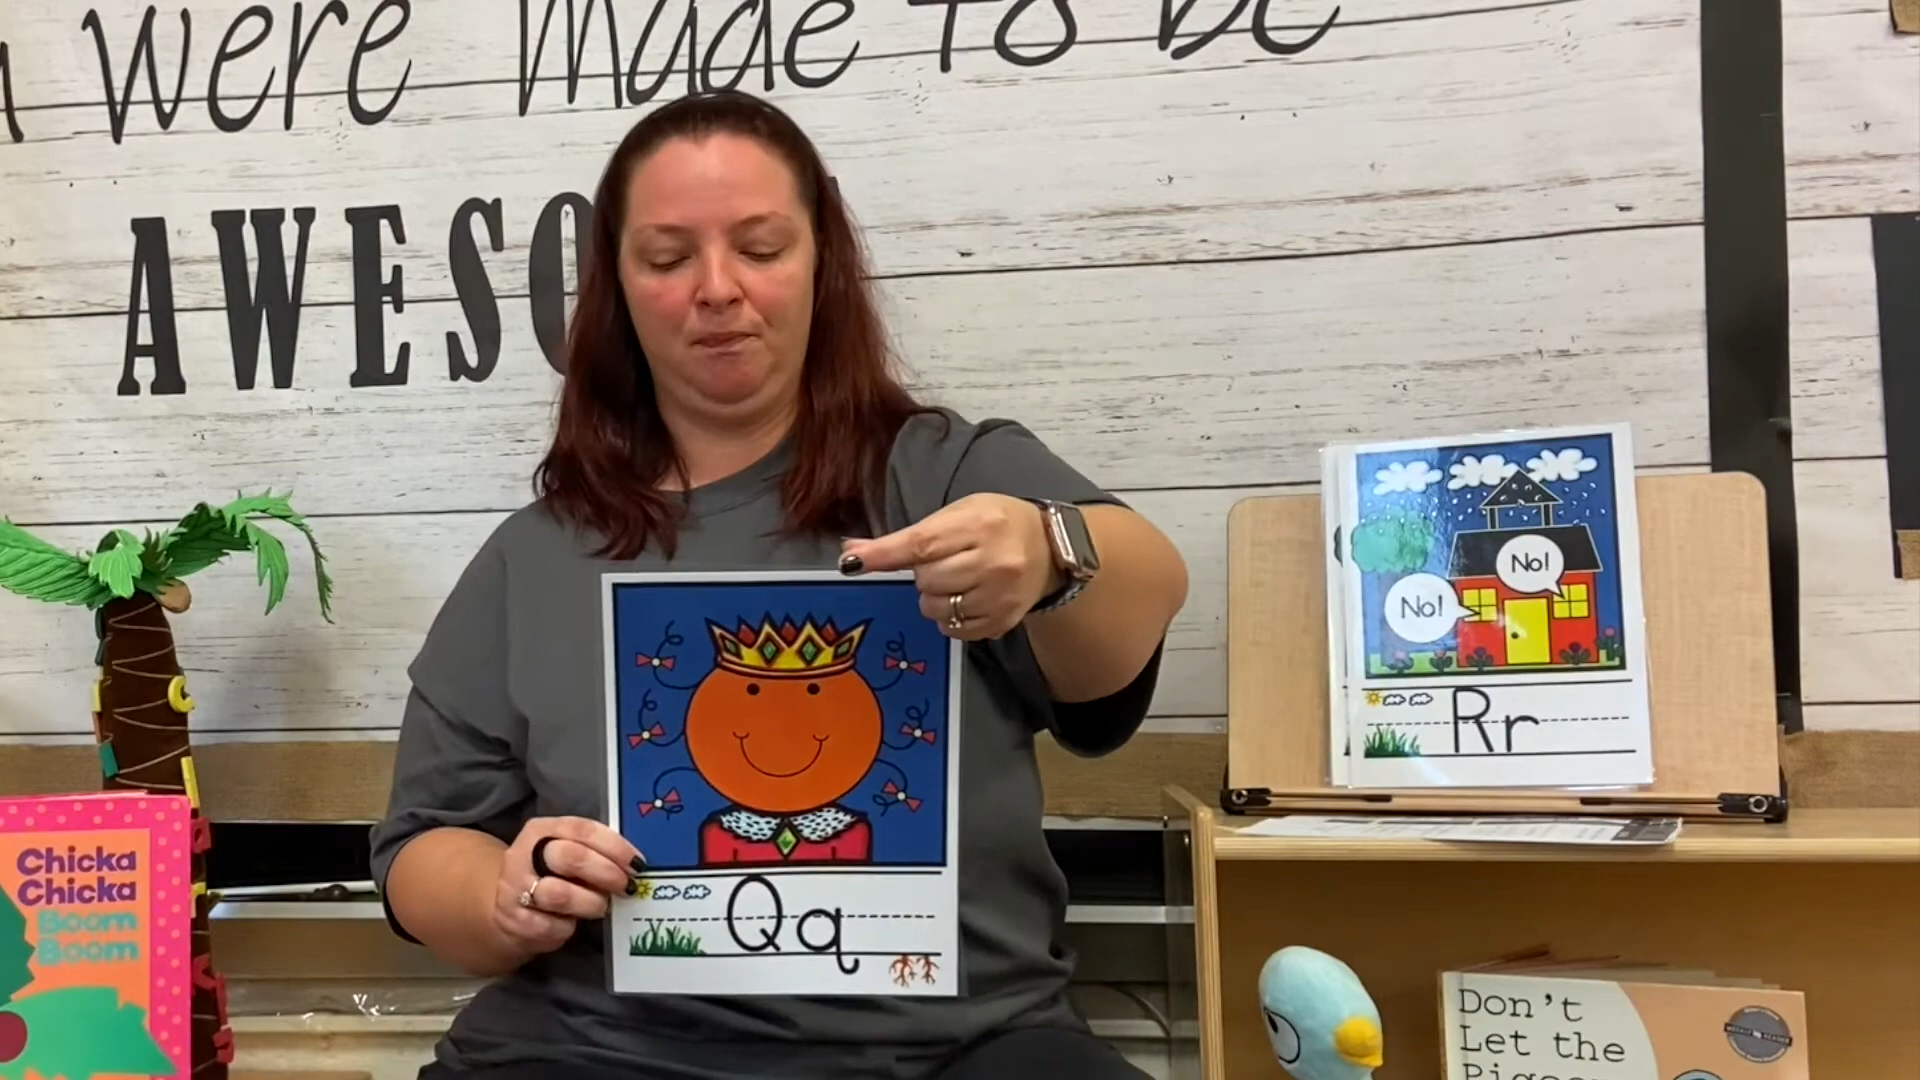 were made to be
AWESO
No!
No!
Rr
Qq
Chicka
Chicka
Boom
Boom
Don't
Let the